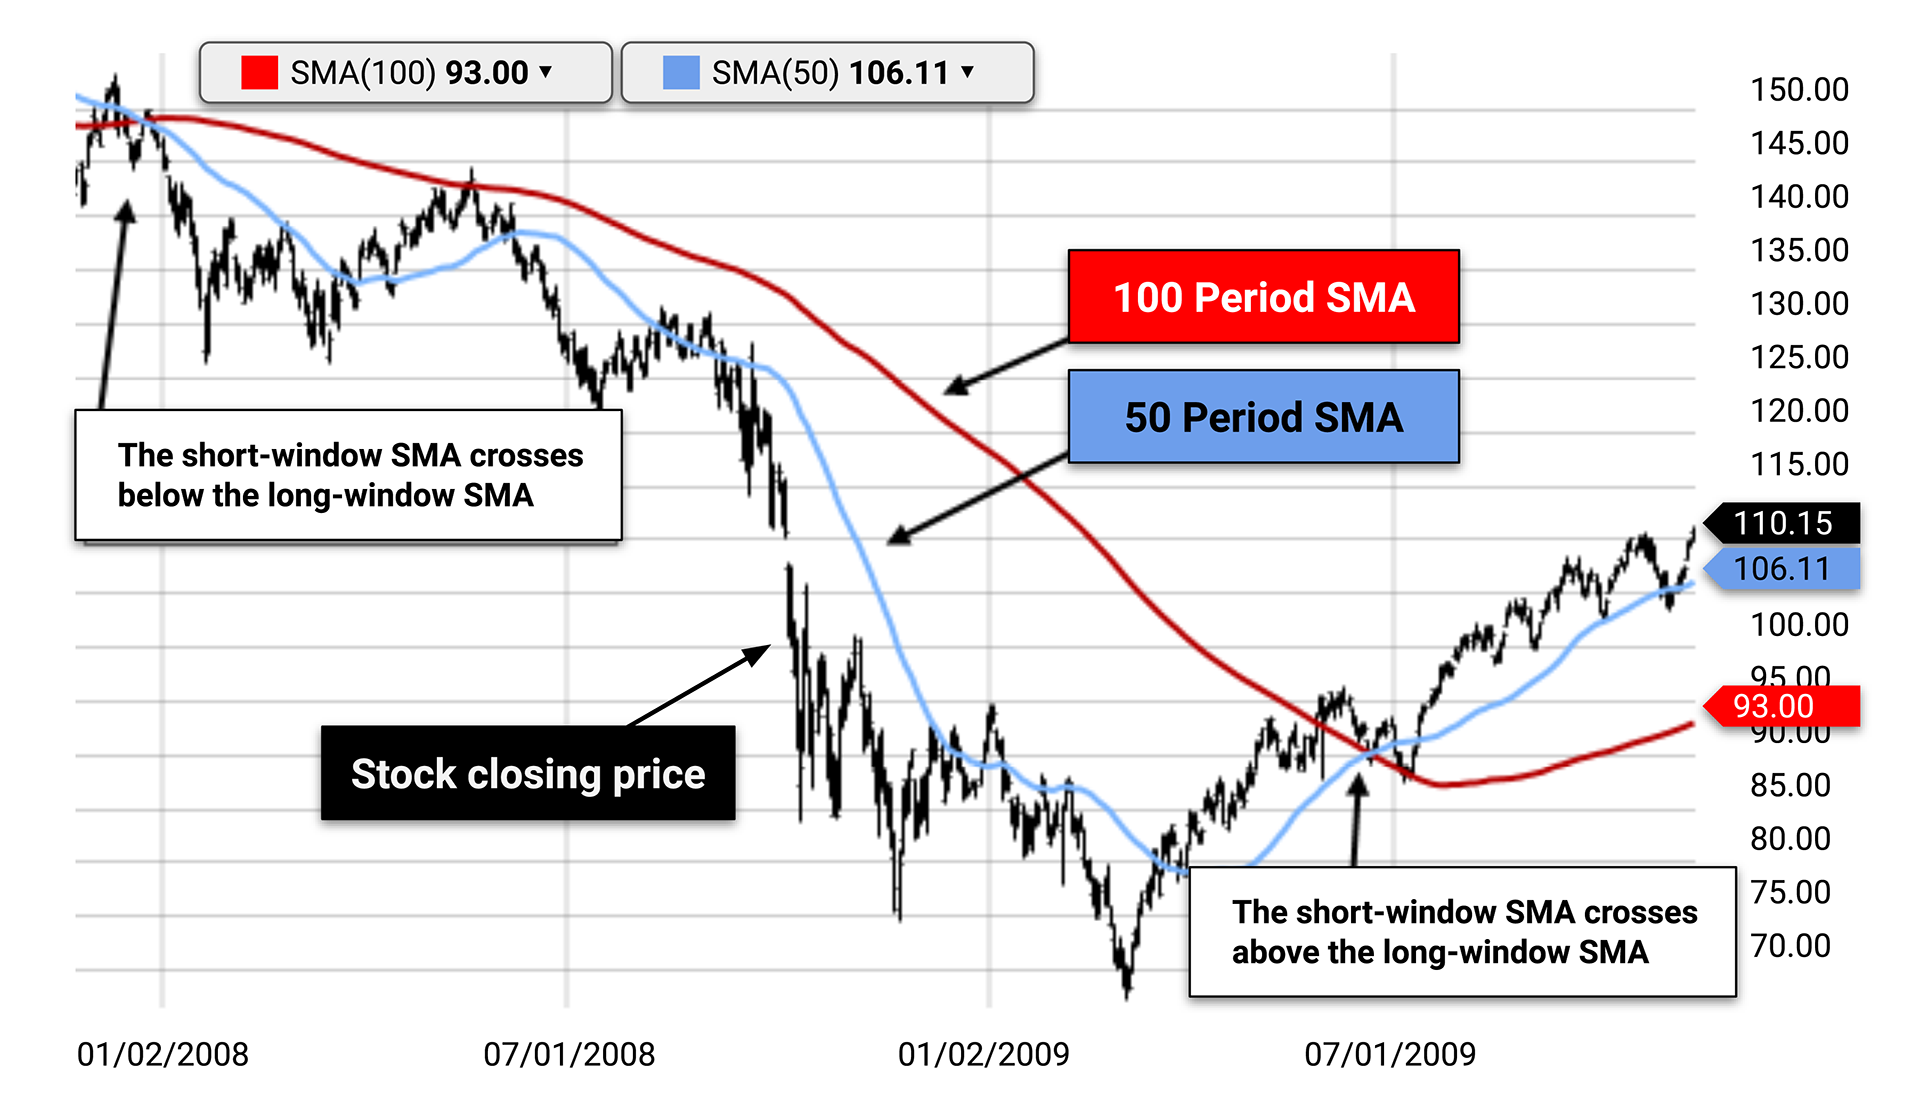 SMA(100) 93.00 ▼
SMA(50) 106.11 ▼
150.00
145.00
140.00
135.00
130.00
125.00
120.00
115.00
110.15
106.11
100.00
95.00
93.00
90.00
85.00
80.00
75.00
70.00
100 Period SMA
50 Period SMA
The short-window SMA crosses
below the long-window SMA
Stock closing price
The short-window SMA crosses
above the long-window SMA
01/02/2008
07/01/2008
01/02/2009
07/01/2009